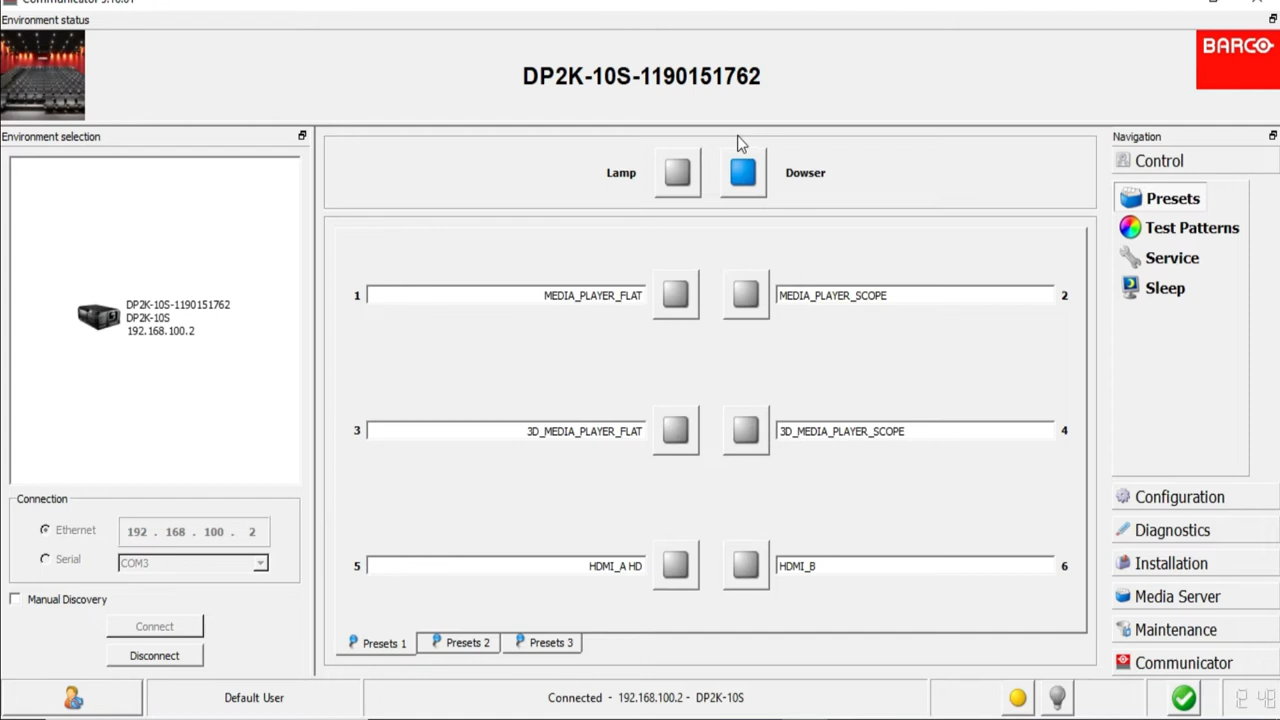 Environment status
BARCO
DP2K-10S-1190151762
Environment selection
DP2K-10S-1190151762
DP2K-10S
192.168.100.2
Connection
Ethernet
192 . 168 . 100 . 2
Serial
COM3
Manual Discovery
Connect
Disconnect
Lamp
Dowser
1 MEDIA_PLAYER_FLAT
MEDIA_PLAYER_SCOPE 2
3 3D_MEDIA_PLAYER_FLAT
3D_MEDIA_PLAYER_SCOPE 4
5 HDMI_A HD
HDMI_B 6
Presets 1
Presets 2
Presets 3
Navigation
Control
Presets
Test Patterns
Service
Sleep
Configuration
Diagnostics
Installation
Media Server
Maintenance
Communicator
Default User
Connected - 192.168.100.2 - DP2K-10S